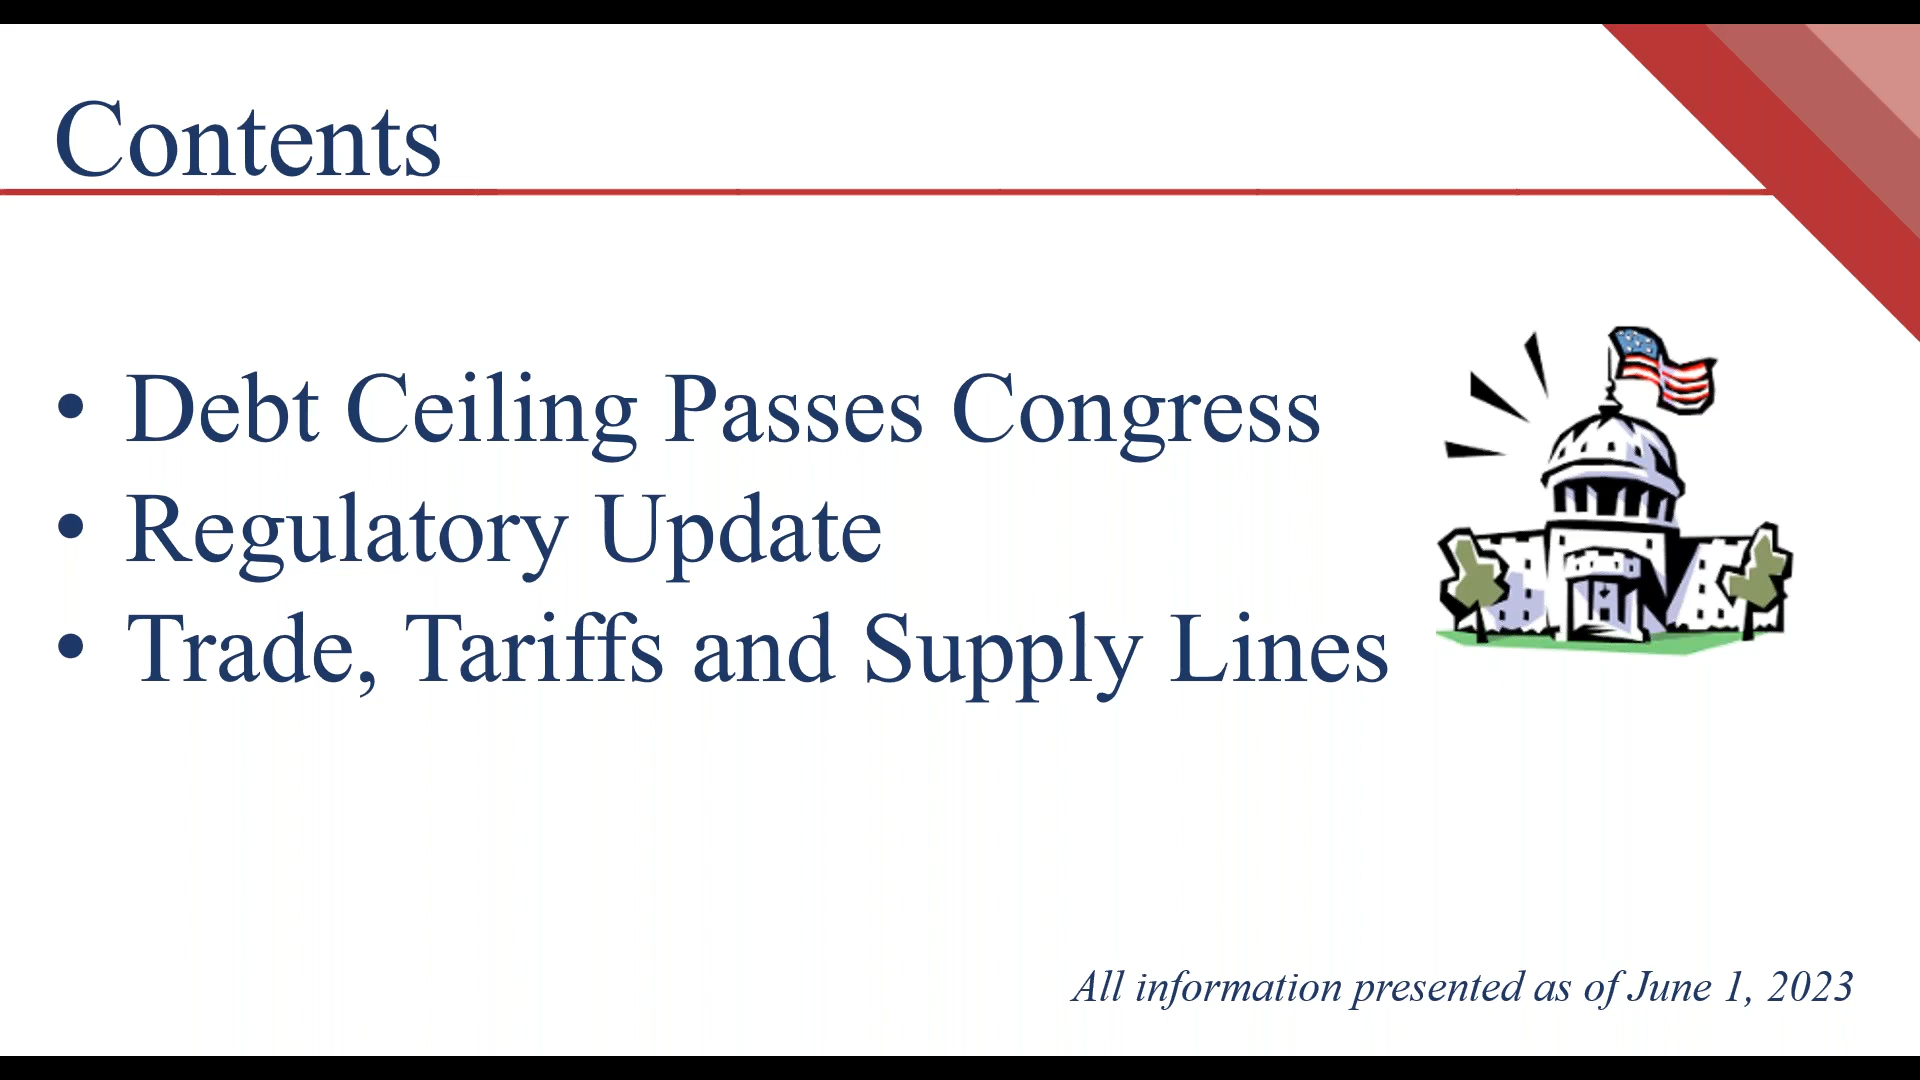 Contents
• Debt Ceiling Passes Congress
• Regulatory Update
• Trade, Tariffs and Supply Lines
All information presented as of June 1, 2023